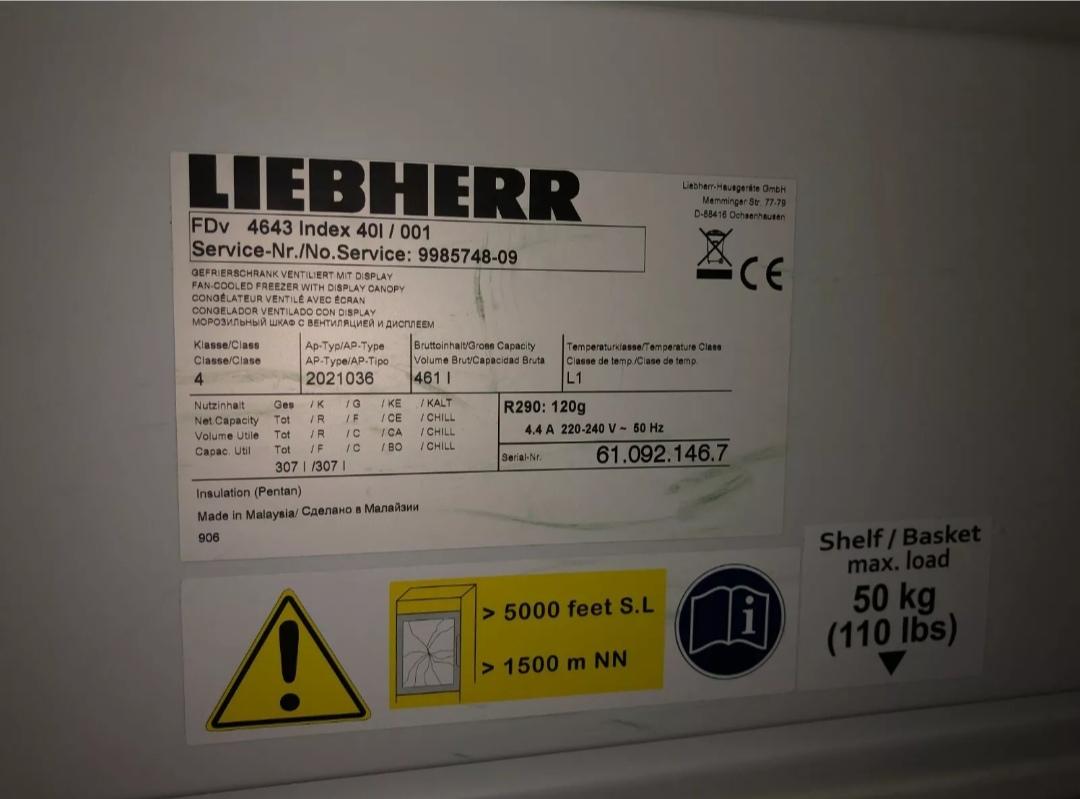 LIEBHERR
Liebherr-Hausgeräte GmbH
Memminger Str. 77-79
D-88416 Ochsenhausen
FDv 4643 Index 40I / 001
Service-Nr./No.Service: 9985748-09
CE
GEFRIERSCHRANK VENTILIERT MIT DISPLAY
FAN-COOLED FREEZER WITH DISPLAY CANOPY
CONGÉLATEUR VENTILÉ AVEC ÉCRAN
CONGELADOR VENTILADO CON DISPLAY
МОРОЗИЛЬНЫЙ ШКАФ С ВЕНТИЛЯЦИЕЙ И ДИСПЛЕЕМ
Klasse/Class
Classe/Clase
4
Ap-Typ/AP-Type
AP-Type/AP-Tipo
2021036
Bruttoinhalt/Gross Capacity
Volume Brut/Capacidad Bruta
461 l
Temperaturklasse/Temperature Class
Classe de temp./Clase de temp.
L1
Nutzinhalt Ges / K / G / KE / KALT
Net.Capacity Tot / R / F / CE / CHILL
Volume Utile Tot / R / C / CA / CHILL
Capac. Util Tot / F / C / BO / CHILL
307 l /307 l
R290: 120g
4.4 A 220-240 V ~ 50 Hz
Serial-Nr. 61.092.146.7
Insulation (Pentan)
Made in Malaysia/ Сделано в Малайзии
906
> 5000 feet S.L
> 1500 m NN
Shelf / Basket
max. load
50 kg
(110 lbs)